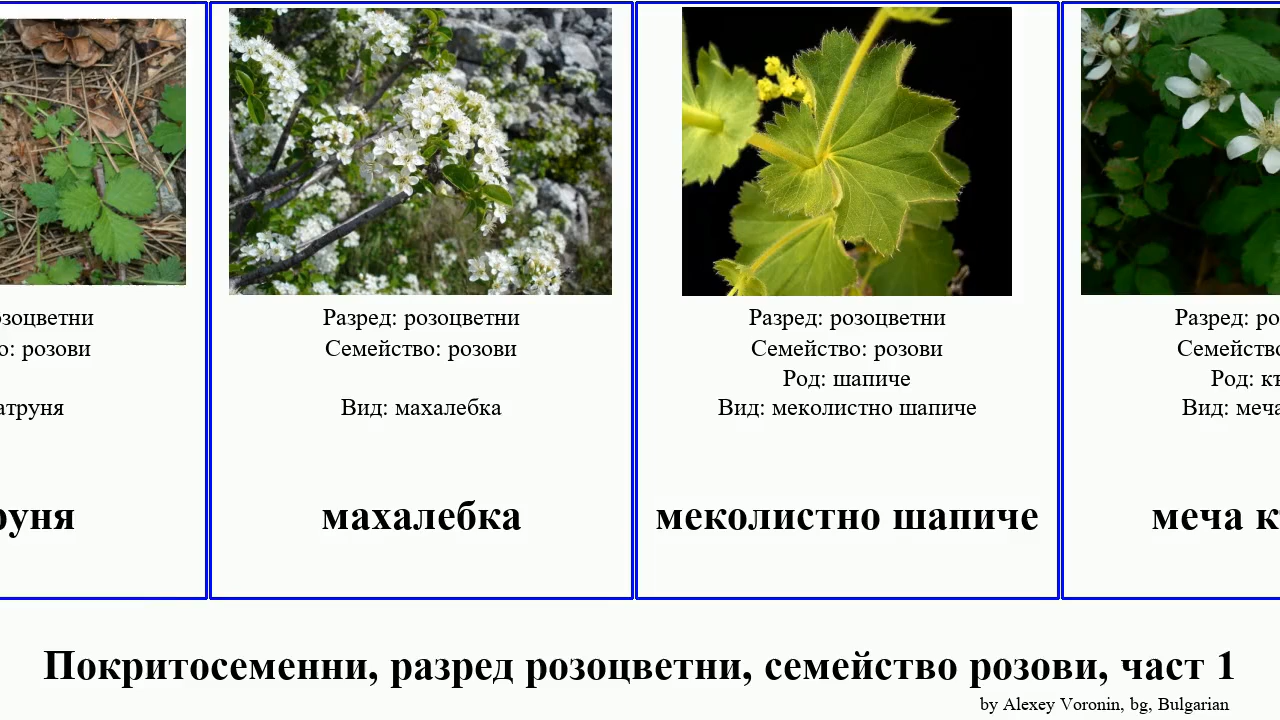 озоцветни
о: розови
атруня
руня
Разред: розоцветни
Семейство: розови
Вид: махалебка
махалебка
Разред: розоцветни
Семейство: розови
Род: шапиче
Вид: меколистно шапиче
меколистно шапиче
Разред: ро
Семейство
Род: къ
Вид: меча
меча к
Покритосеменни, разред розоцветни, семейство розови, част 1
by Alexey Voronin, bg, Bulgarian